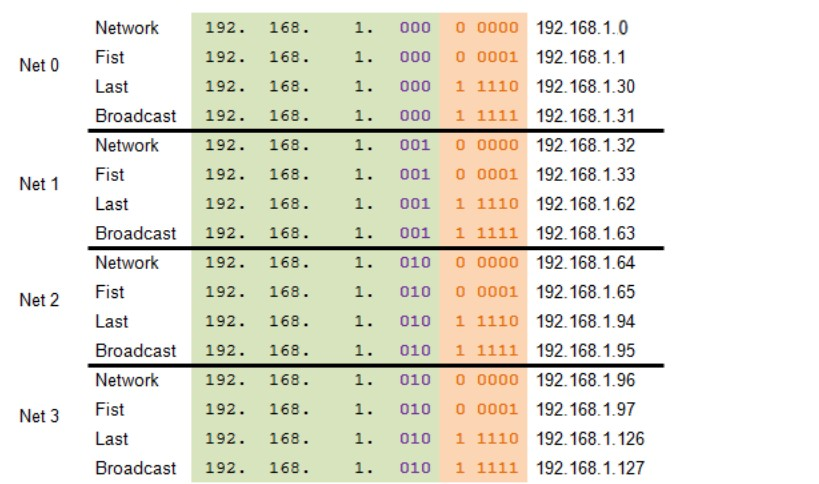 Network 192. 168. 1. 000 0 0000 192.168.1.0
Net 0
Fist 192. 168. 1. 000 0 0001 192.168.1.1
Last 192. 168. 1. 000 1 1110 192.168.1.30
Broadcast 192. 168. 1. 000 1 1111 192.168.1.31
Network 192. 168. 1. 001 0 0000 192.168.1.32
Net 1
Fist 192. 168. 1. 001 0 0001 192.168.1.33
Last 192. 168. 1. 001 1 1110 192.168.1.62
Broadcast 192. 168. 1. 001 1 1111 192.168.1.63
Network 192. 168. 1. 010 0 0000 192.168.1.64
Net 2
Fist 192. 168. 1. 010 0 0001 192.168.1.65
Last 192. 168. 1. 010 1 1110 192.168.1.94
Broadcast 192. 168. 1. 010 1 1111 192.168.1.95
Network 192. 168. 1. 010 0 0000 192.168.1.96
Net 3
Fist 192. 168. 1. 010 0 0001 192.168.1.97
Last 192. 168. 1. 010 1 1110 192.168.1.126
Broadcast 192. 168. 1. 010 1 1111 192.168.1.127